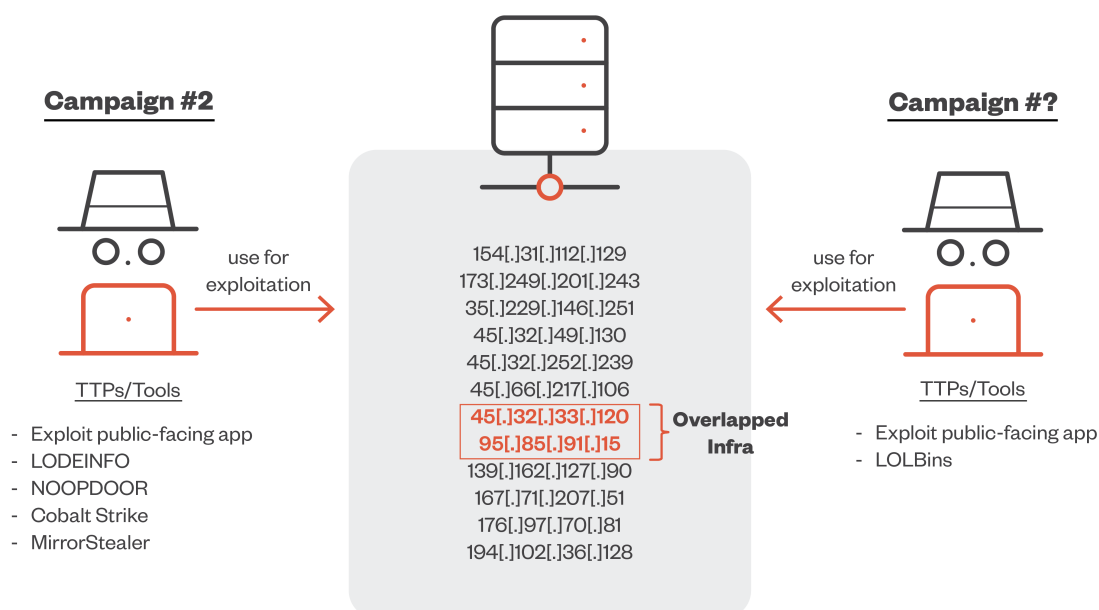 Campaign #2
use for
exploitation
TTPs/Tools
- Exploit public-facing app
- LODEINFO
- NOOPDOOR
- Cobalt Strike
- MirrorStealer
154[.]31[.]112[.]129
173[.]249[.]201[.]243
35[.]229[.]146[.]251
45[.]32[.]49[.]130
45[.]32[.]252[.]239
45[.]66[.]217[.]106
45[.]32[.]33[.]120
95[.]85[.]91[.]15
139[.]162[.]127[.]90
167[.]71[.]207[.]51
176[.]97[.]70[.]81
194[.]102[.]36[.]128
Overlapped
Infra
Campaign #?
use for
exploitation
TTPs/Tools
- Exploit public-facing app
- LOLBins